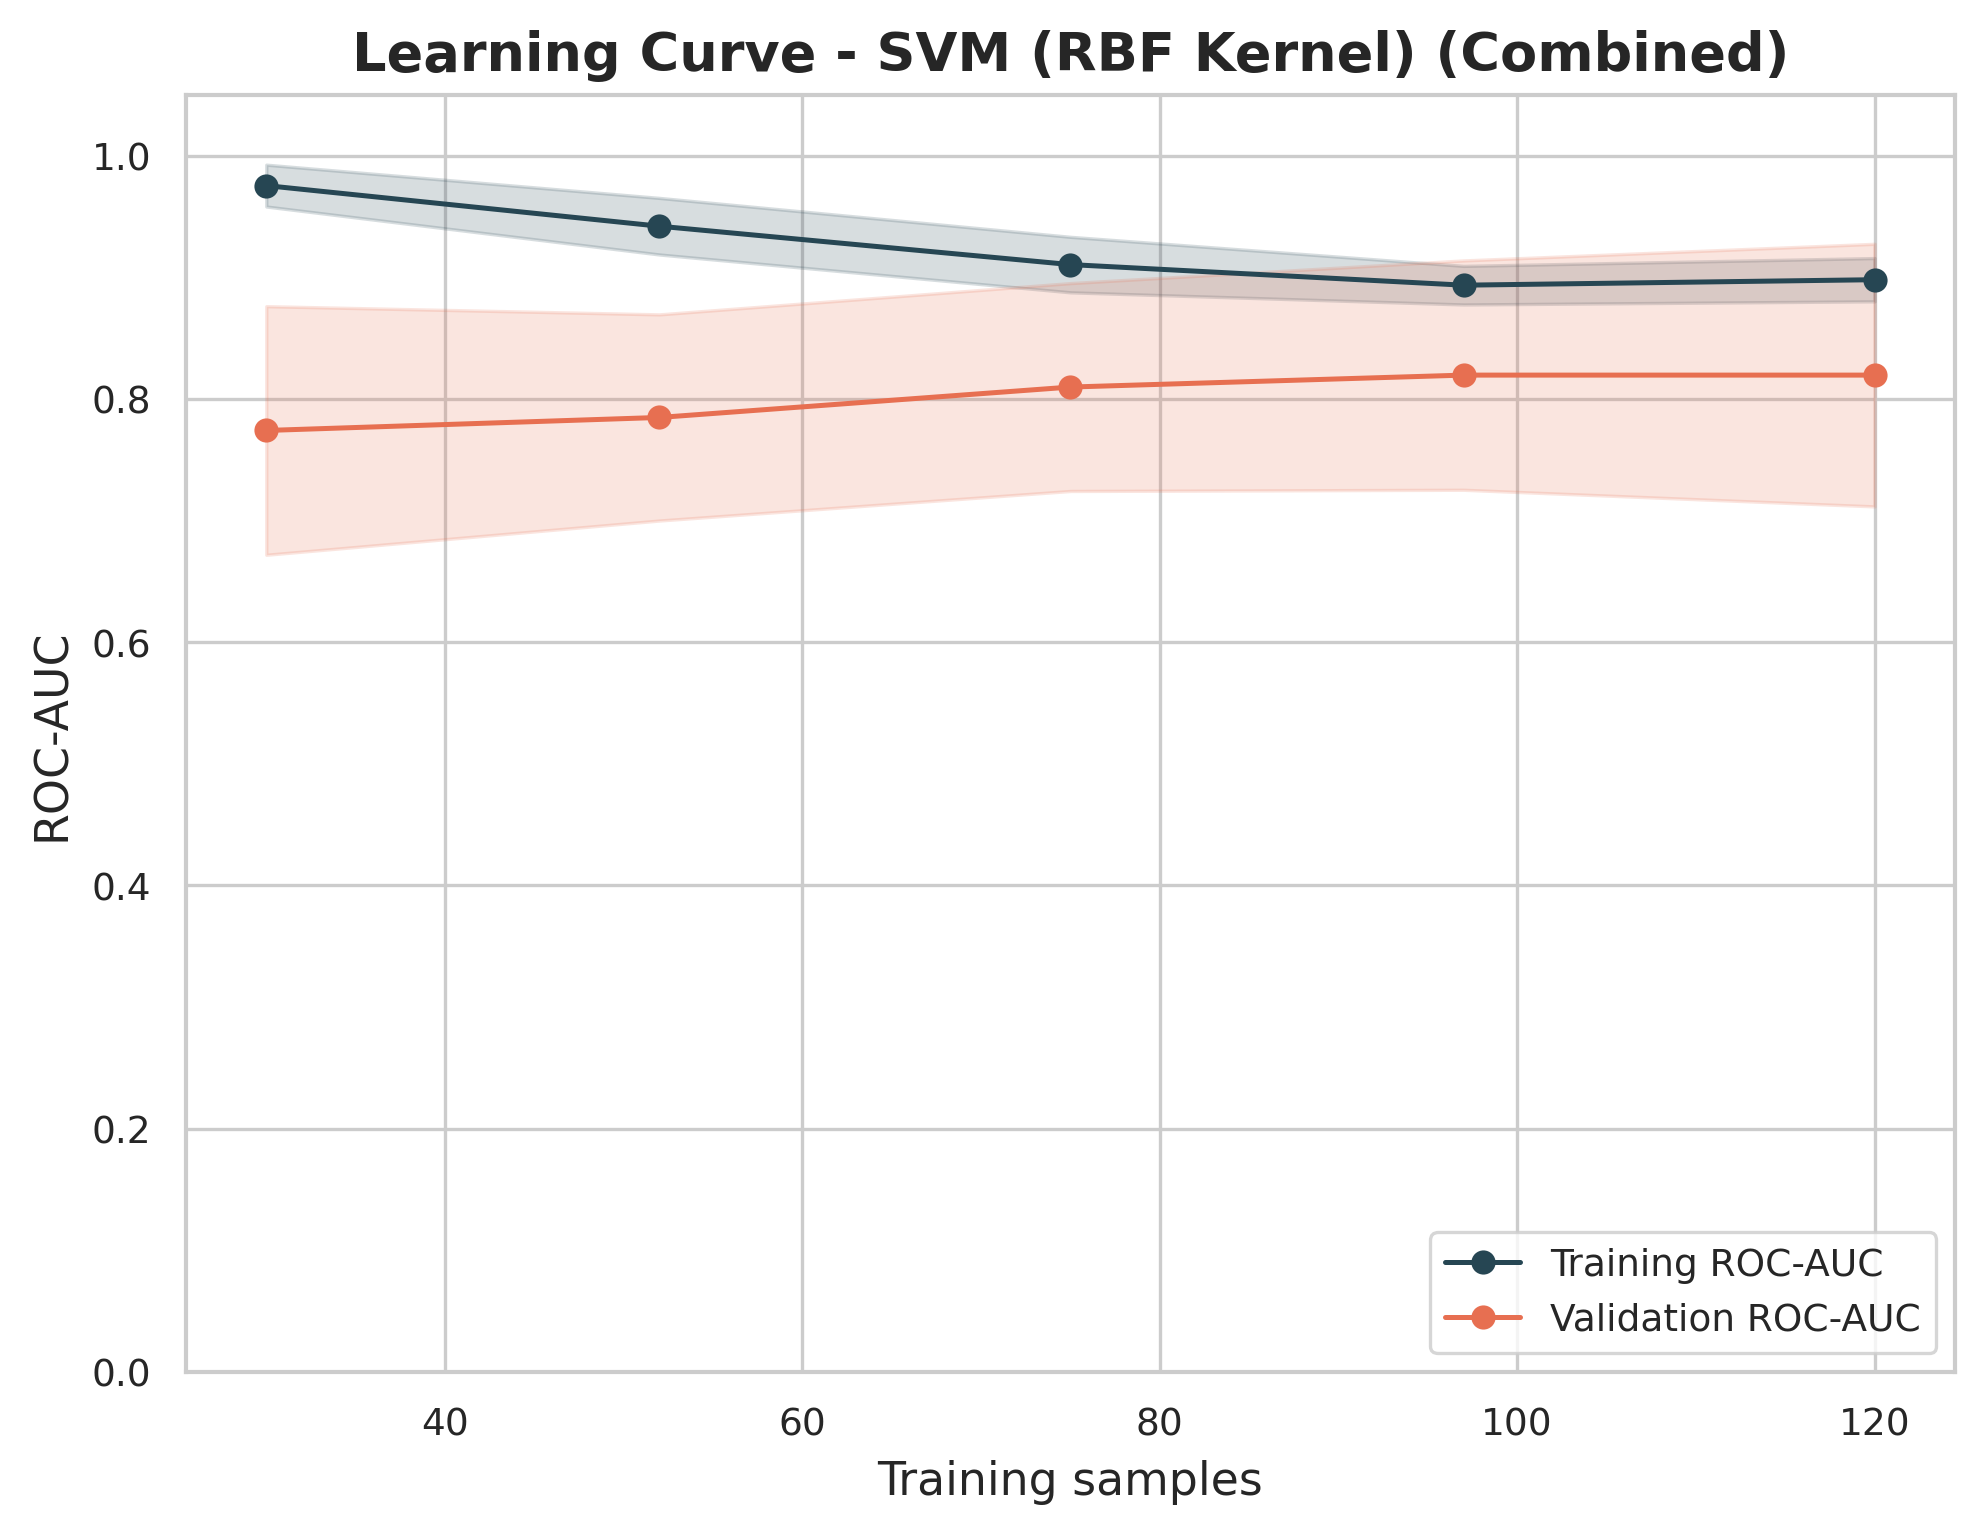 Learning Curve - SVM (RBF Kernel) (Combined)
1.0
0.8
0.6
0.4
0.2
0.0
ROC-AUC
40 60 80 100 120
Training samples
Training ROC-AUC
Validation ROC-AUC